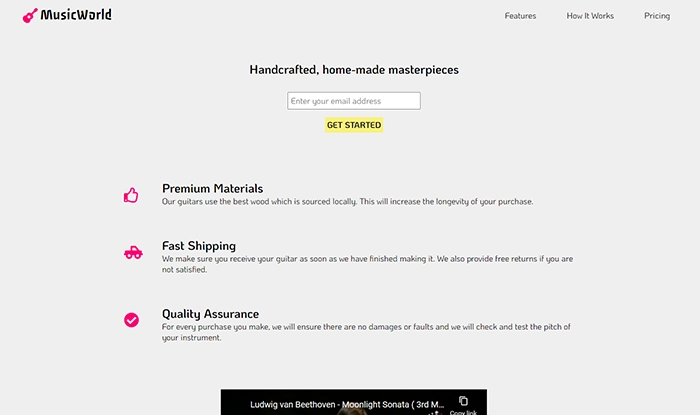 MusicWorld
Features
How It Works
Pricing
Handcrafted, home-made masterpieces
Enter your email address
GET STARTED
Premium Materials
Our guitars use the best wood which is sourced locally. This will increase the longevity of your purchase.
Fast Shipping
We make sure you receive your guitar as soon as we have finished making it. We also provide free returns if you are
not satisfied.
Quality Assurance
For every purchase you make, we will ensure there are no damages or faults and we will check and test the pitch of
your instrument.
Ludwig van Beethoven - Moonlight Sonata ( 3rd M...
Copy link